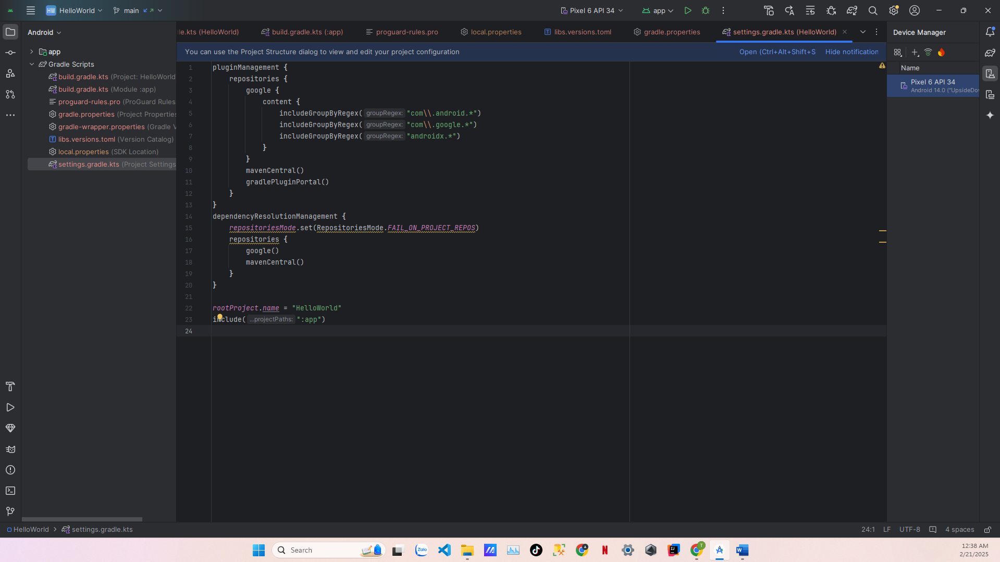 HW HelloWorld main Pixel 6 API 34 app
Android
le.kts (HelloWorld) build.gradle.kts (:app) proguard-rules.pro local.properties libs.versions.toml gradle.properties settings.gradle.kts (HelloWorld)
Device Manager
You can use the Project Structure dialog to view and edit your project configuration Open (Ctrl+Alt+Shift+S Hide notification
app
Gradle Scripts
build.gradle.kts (Project: HelloWorld
build.gradle.kts (Module :app)
proguard-rules.pro (ProGuard Rules
gradle.properties (Project Properties
gradle-wrapper.properties (Gradle V
libs.versions.toml (Version Catalog)
local.properties (SDK Location)
settings.gradle.kts (Project Settings
1 pluginManagement {
2 repositories {
3 google {
4 content {
5 includeGroupByRegex( groupRegex: "com\\.android.*")
6 includeGroupByRegex( groupRegex: "com\\.google.*")
7 includeGroupByRegex( groupRegex: "androidx.*")
8 }
9 }
10 mavenCentral()
11 gradlePluginPortal()
12 }
13 }
14 dependencyResolutionManagement {
15 repositoriesMode.set(RepositoriesMode.FAIL_ON_PROJECT_REPOS)
16 repositories {
17 google()
18 mavenCentral()
19 }
20 }
21
22 rootProject.name = "HelloWorld"
23 include( ...projectPaths: ":app")
24
Name
Pixel 6 API 34
Android 14.0 ("UpsideDo
HelloWorld > settings.gradle.kts
24:1 LF UTF-8 4 spaces
Search
Zalo
N
IJ
T
W
12:38 AM
2/21/2025